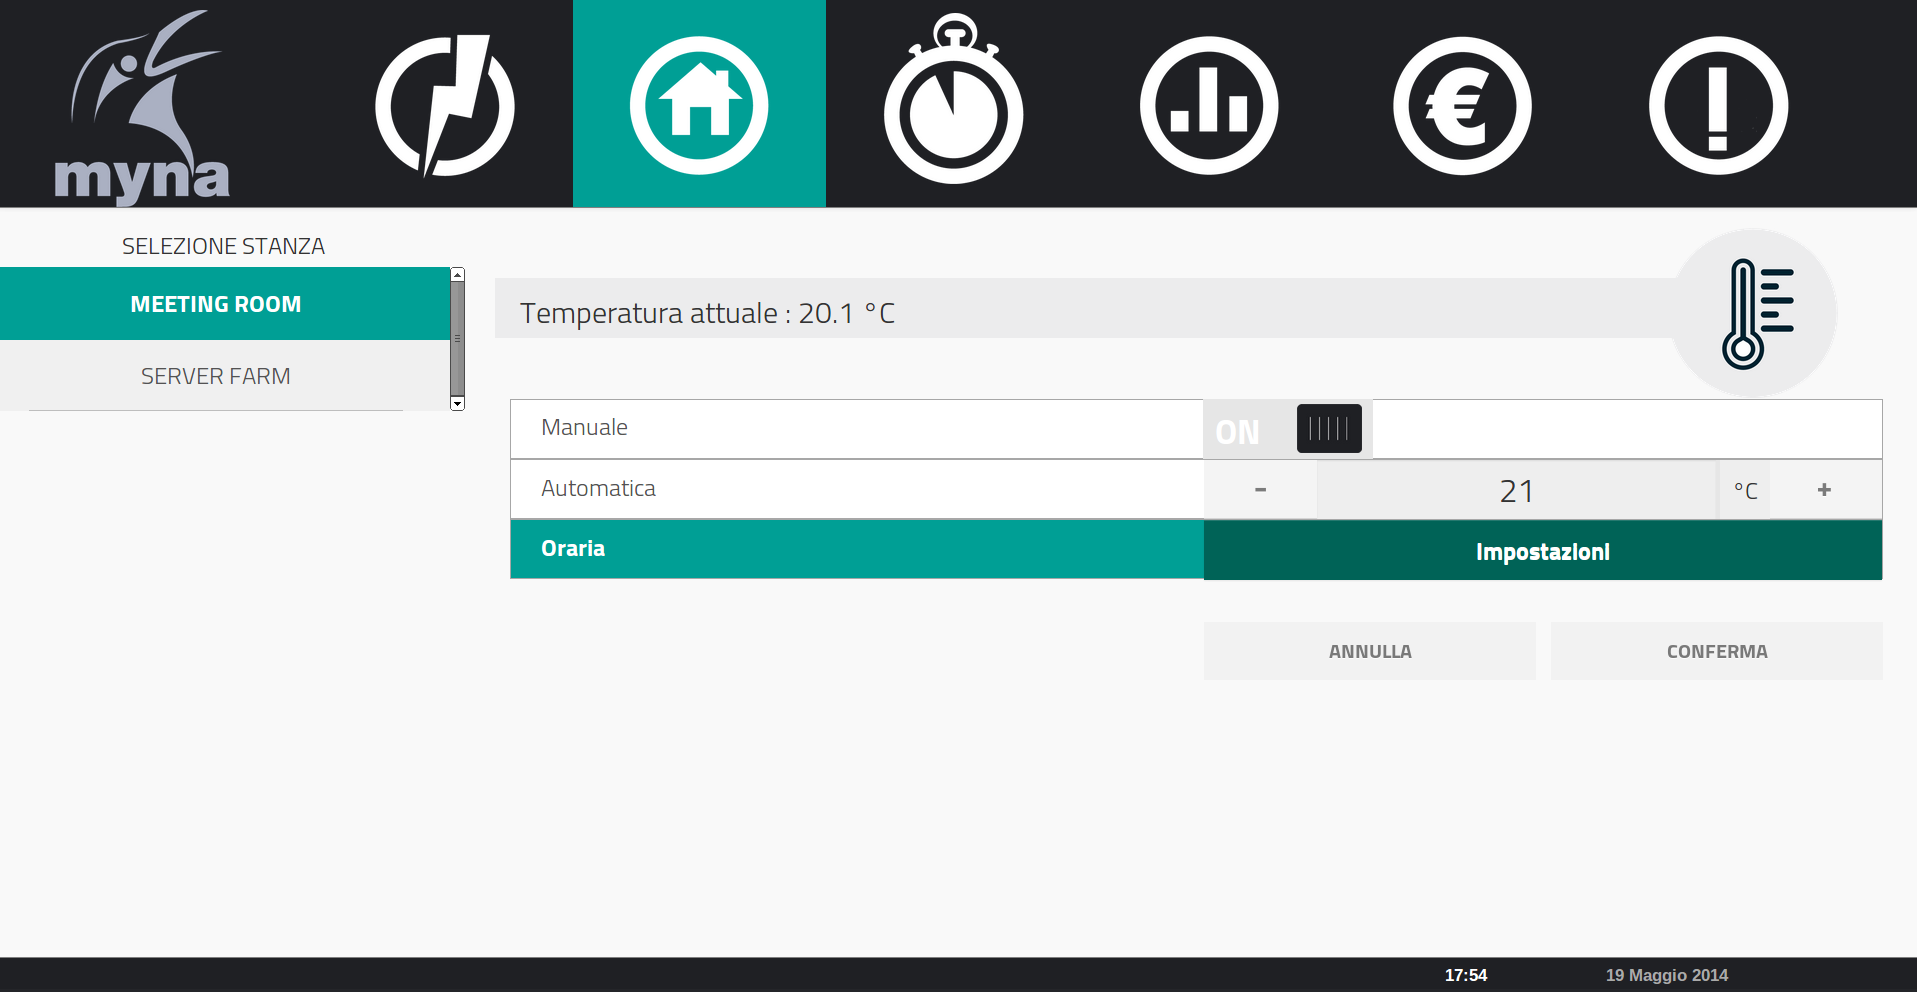 myna
SELEZIONE STANZA
MEETING ROOM
SERVER FARM
Temperatura attuale : 20.1 °C
Manuale ON
Automatica - 21 °C +
Oraria Impostazioni
ANNULLA CONFERMA
17:54 19 Maggio 2014